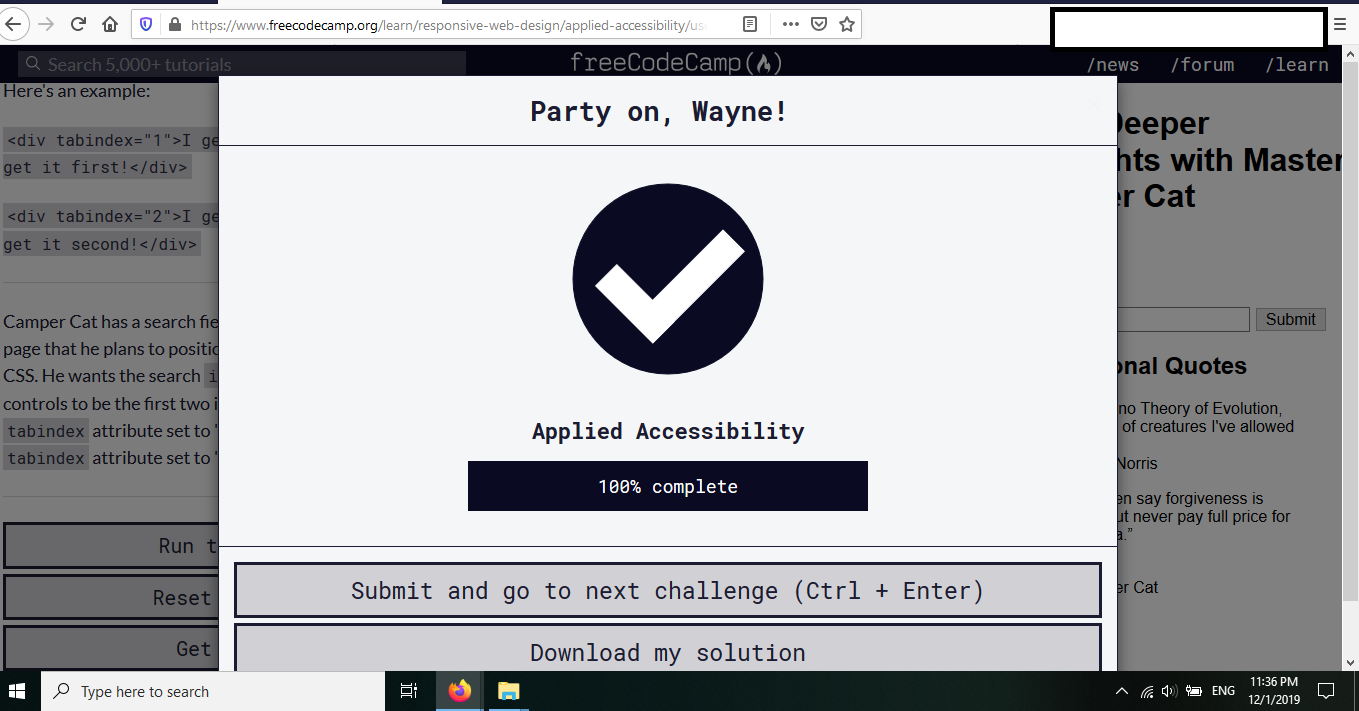 https://www.freecodecamp.org/learn/responsive-web-design/applied-accessibility/us
Search 5,000+ tutorials
freeCodeCamp(🔥)
/news /forum /learn
Here's an example:
<div tabindex="1">I ge
get it first!</div>
<div tabindex="2">I ge
get it second!</div>
Camper Cat has a search fie
page that he plans to positic
CSS. He wants the search i
controls to be the first two i
tabindex attribute set to "
tabindex attribute set to "
Run t
Reset
Get
Party on, Wayne!
Applied Accessibility
100% complete
Submit and go to next challenge (Ctrl + Enter)
Download my solution
Deeper
hts with Master
er Cat
Submit
onal Quotes
no Theory of Evolution,
of creatures I've allowed
Norris
en say forgiveness is
ut never pay full price for
a.”
er Cat
Type here to search
ENG
11:36 PM
12/1/2019